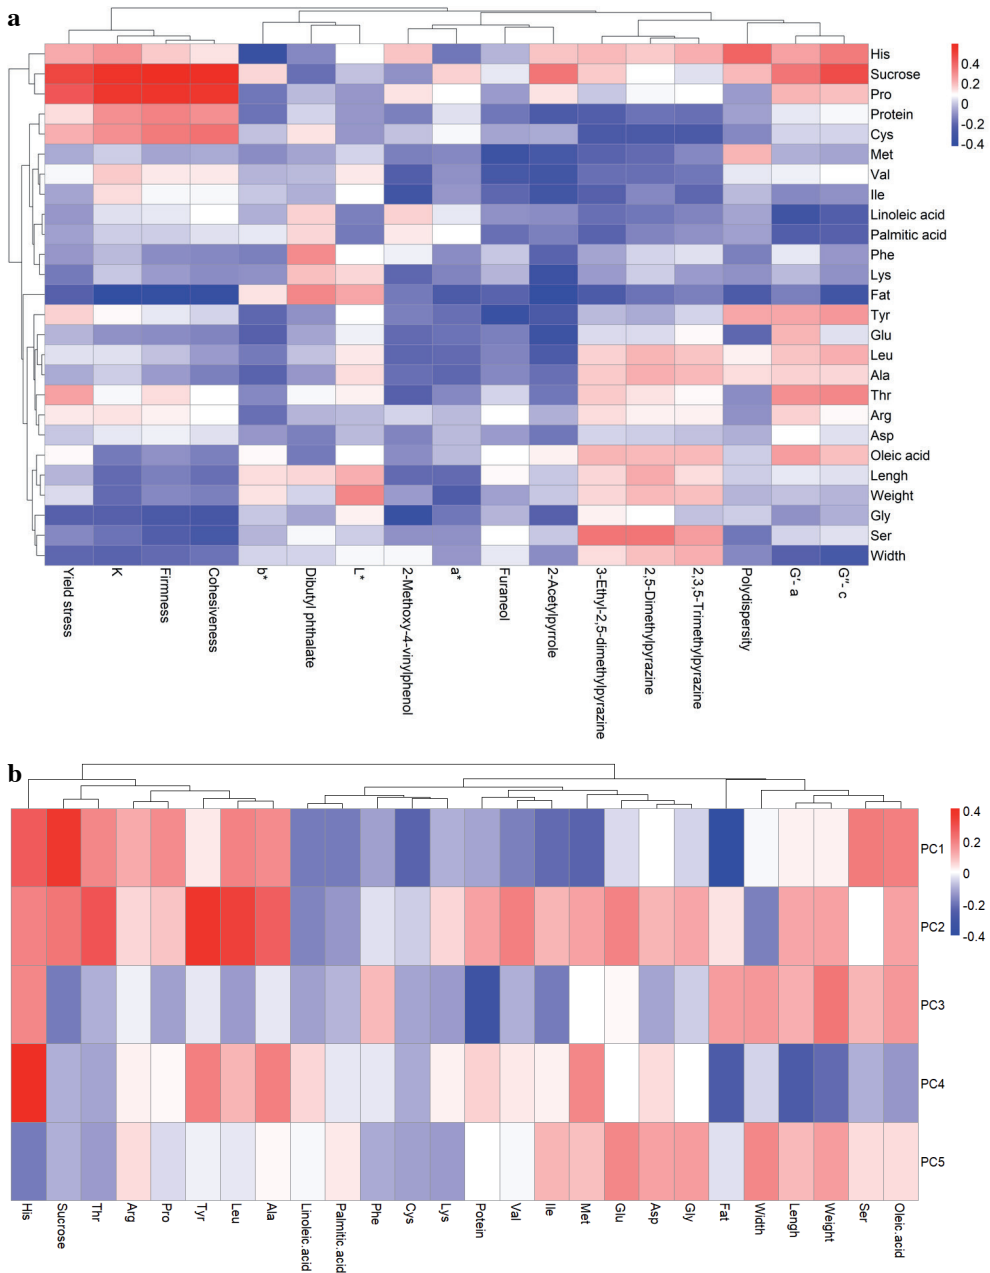 a
His
Sucrose
Pro
Protein
Cys
Met
Val
Ile
Linoleic acid
Palmitic acid
Phe
Lys
Fat
Tyr
Glu
Leu
Ala
Thr
Arg
Asp
Oleic acid
Lengh
Weight
Gly
Ser
Width
0.4
0.2
0
-0.2
-0.4
Yield stress
K
Firmness
Cohesiveness
b*
Dibutyl phthalate
L*
2-Methoxy-4-vinylphenol
a*
Furaneol
2-Acetylpyrrole
3-Ethyl-2,5-dimethylpyrazine
2,5-Dimethylpyrazine
2,3,5-Trimethylpyrazine
Polydispersity
G'- a
G''- c
b
PC1
PC2
PC3
PC4
PC5
0.4
0.2
0
-0.2
-0.4
His
Sucrose
Thr
Arg
Pro
Tyr
Leu
Ala
Linoleic.acid
Palmitic.acid
Phe
Cys
Lys
Potein
Val
Ile
Met
Glu
Asp
Gly
Fat
Width
Lengh
Weight
Ser
Oleic.acid